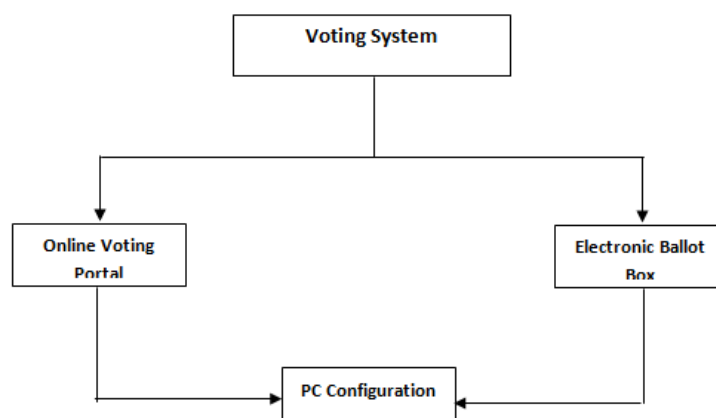 Voting System
Online Voting
Portal
Electronic Ballot
Box
PC Configuration